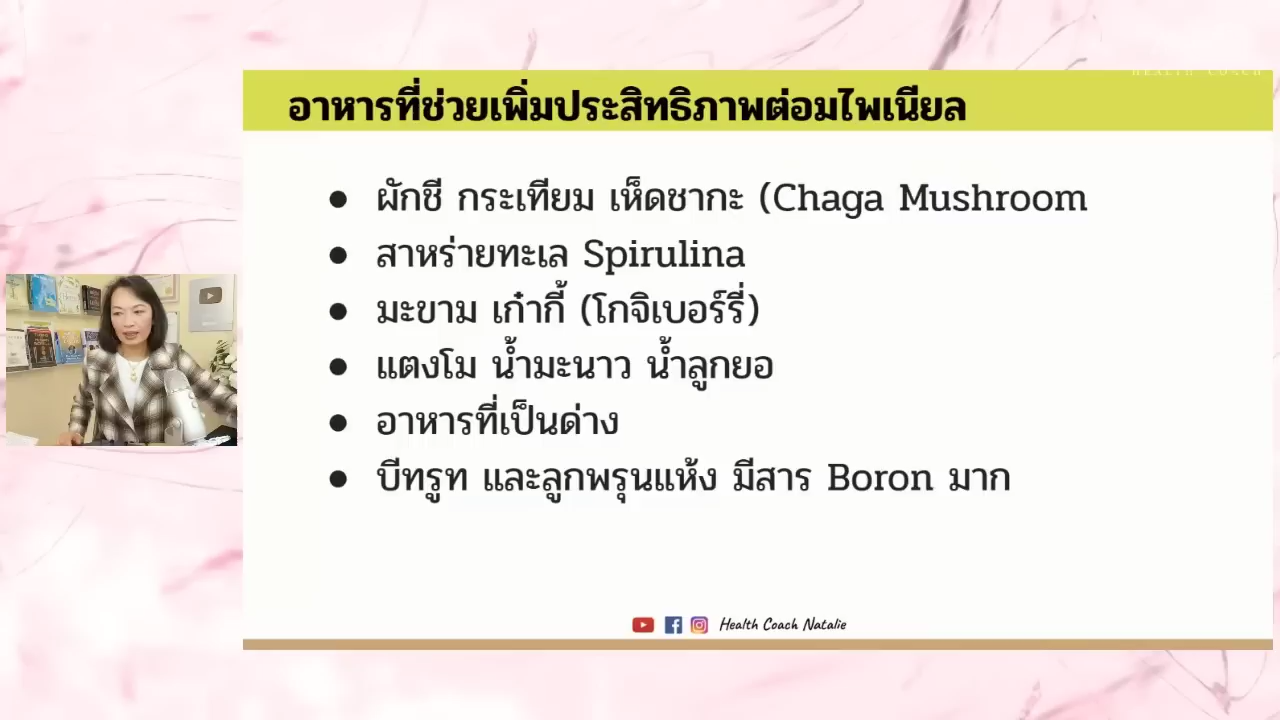 HEALTH COACH
อาหารที่ช่วยเพิ่มประสิทธิภาพต่อมไพเนียล
● ผักชี กระเทียม เห็ดชากะ (Chaga Mushroom
● สาหร่ายทะเล Spirulina
● มะขาม เก๋ากี้ (โกจิเบอร์รี่)
● แตงโม น้ำมะนาว น้ำลูกยอ
● อาหารที่เป็นด่าง
● บีทรูท และลูกพรุนแห้ง มีสาร Boron มาก
Health Coach Natalie